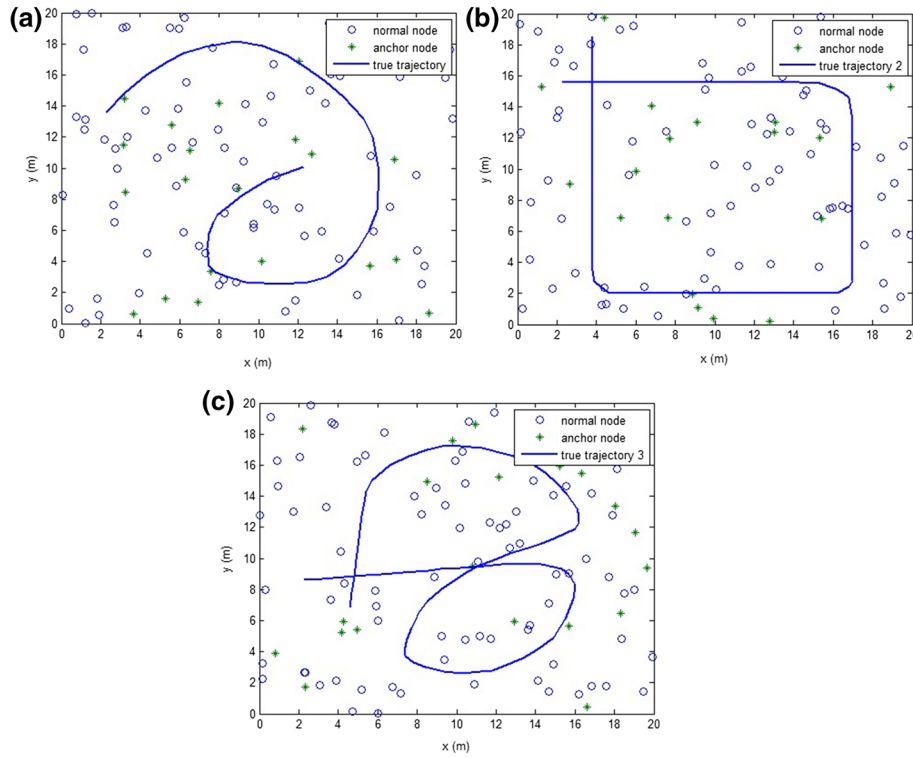 (a)
normal node
anchor node
true trajectory
20
18
16
14
12
10
8
6
4
2
0
y (m)
0 2 4 6 8 10 12 14 16 18 20
x (m)
(b)
normal node
anchor node
true trajectory 2
20
18
16
14
12
10
8
6
4
2
0
y (m)
0 2 4 6 8 10 12 14 16 18 20
x (m)
(c)
normal node
anchor node
true trajectory 3
20
18
16
14
12
10
8
6
4
2
0
y (m)
0 2 4 6 8 10 12 14 16 18 20
x (m)